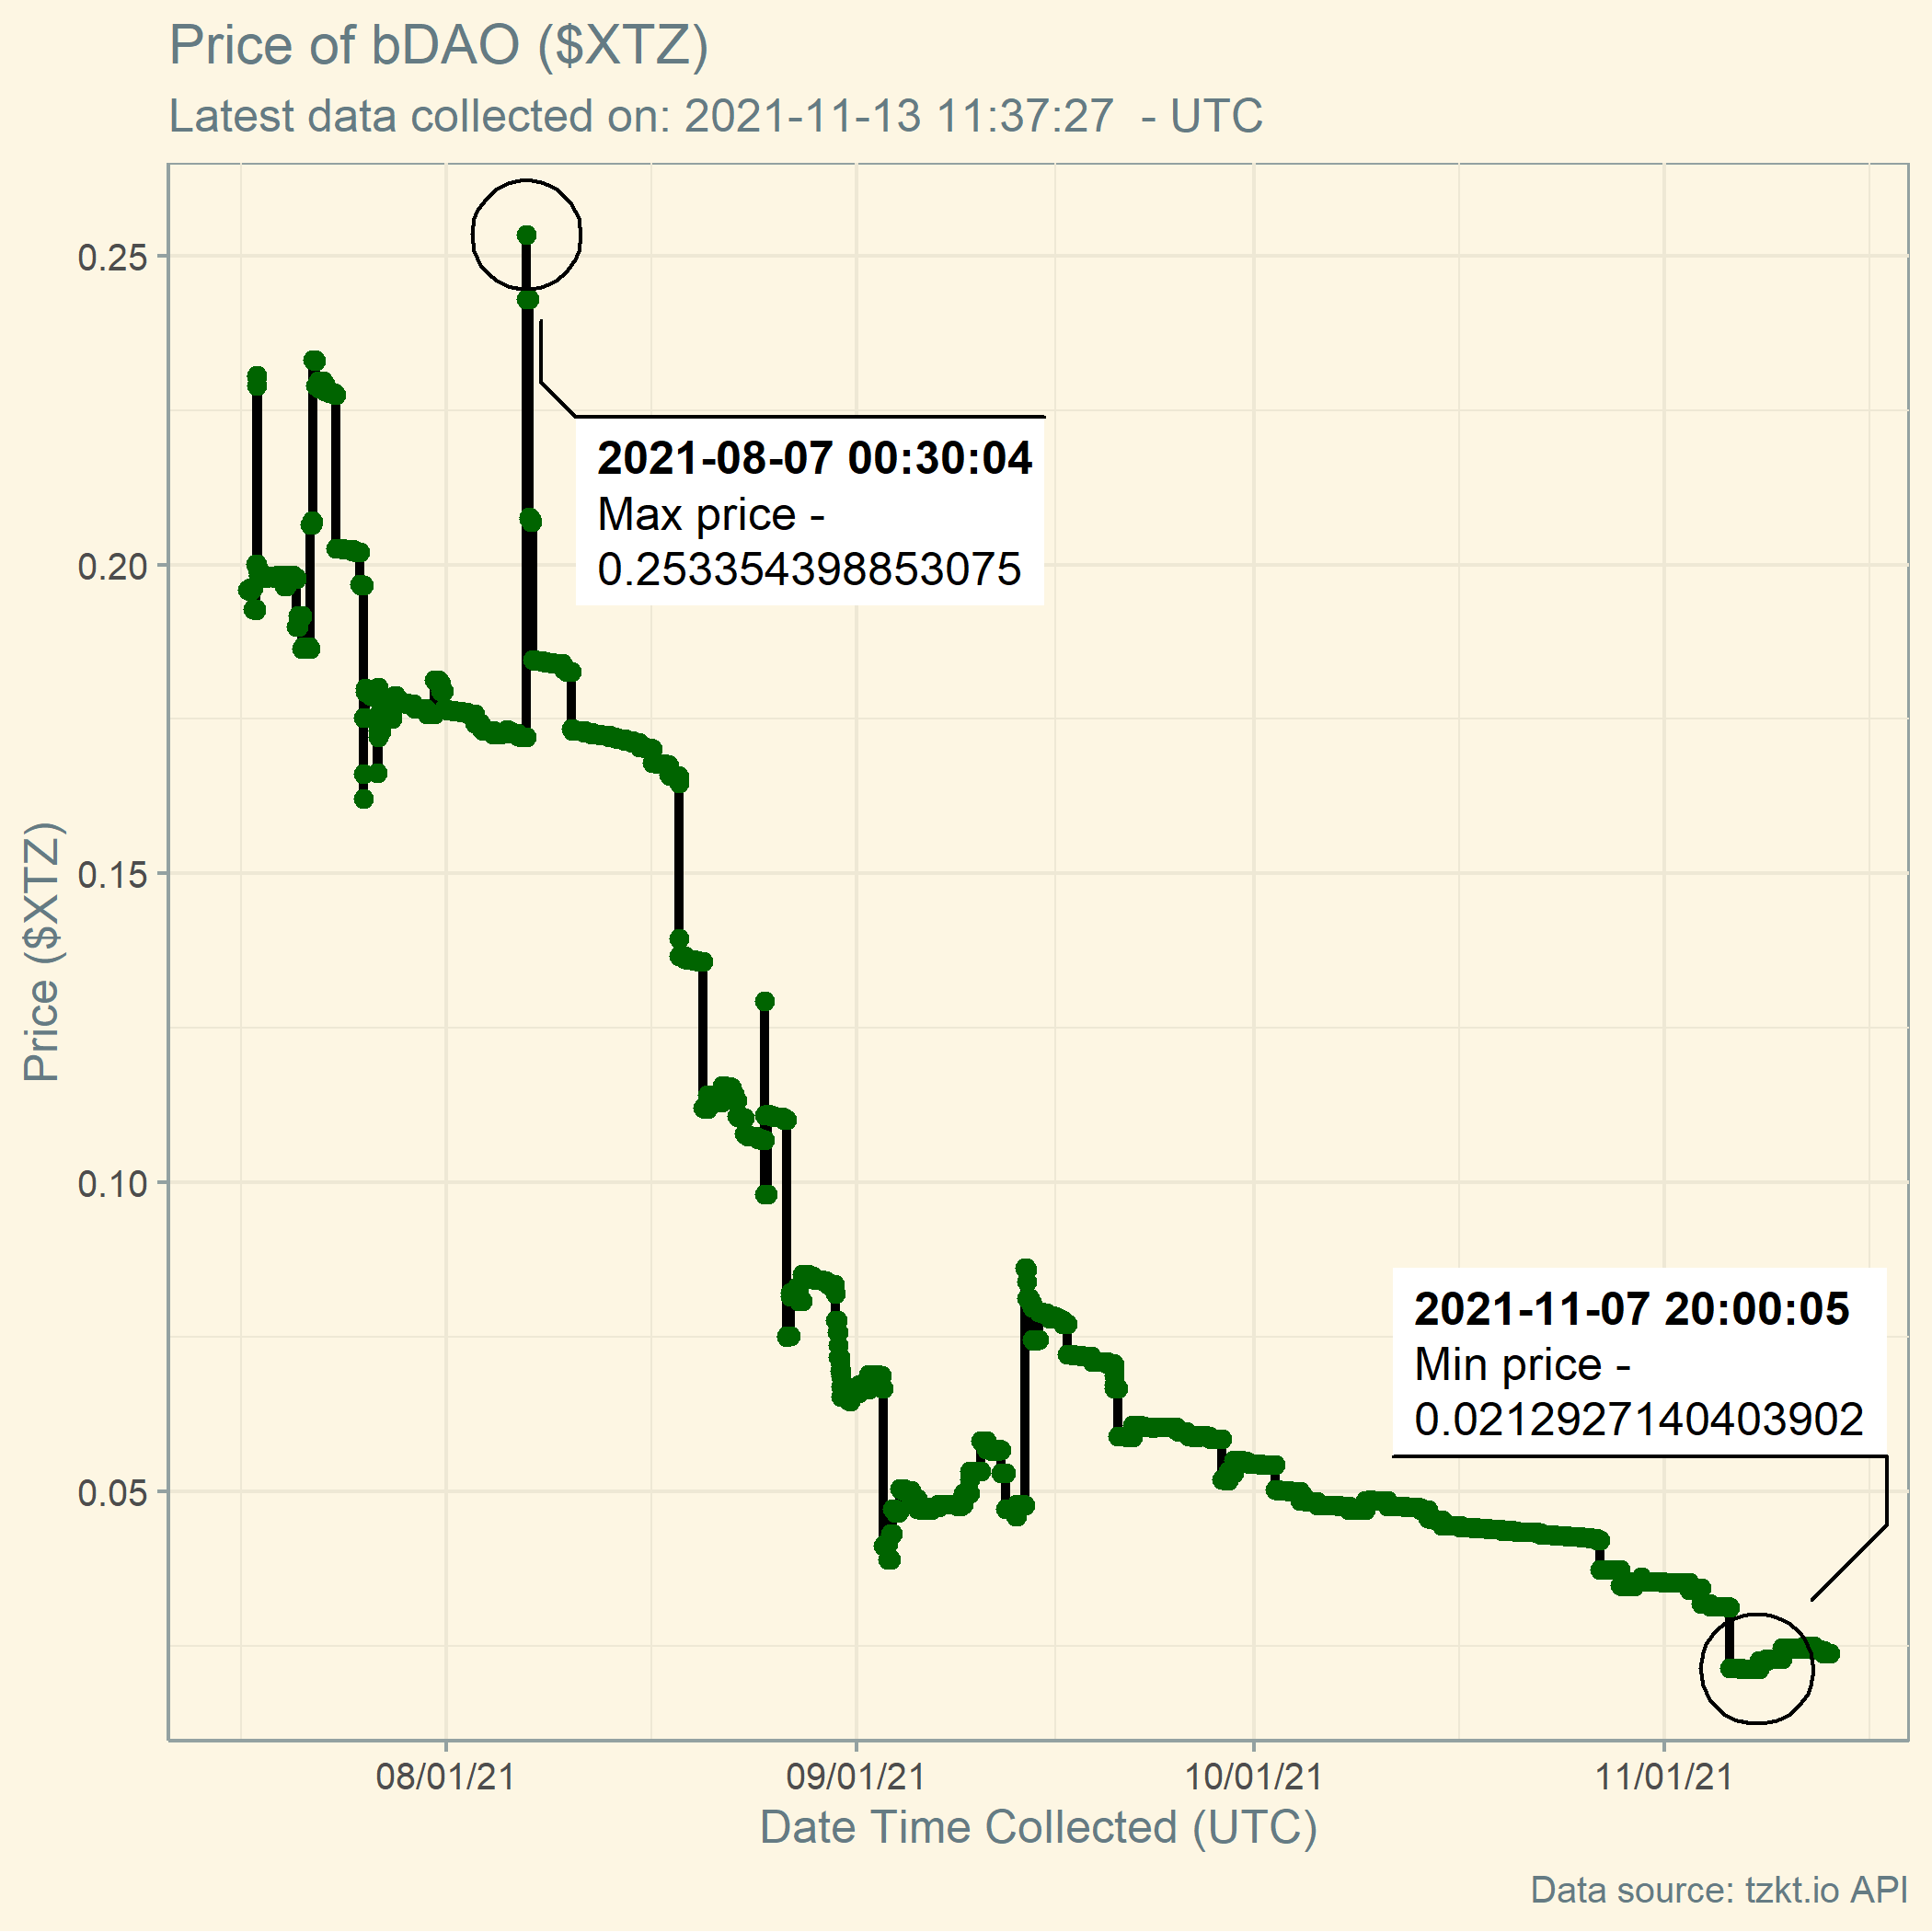 Price of bDAO ($XTZ)
Latest data collected on: 2021-11-13 11:37:27  - UTC
0.25
0.20
0.15
0.10
0.05
Price ($XTZ)
2021-08-07 00:30:04
Max price -
0.253354398853075
2021-11-07 20:00:05
Min price -
0.0212927140403902
08/01/21
09/01/21
10/01/21
11/01/21
Date Time Collected (UTC)
Data source: tzkt.io API